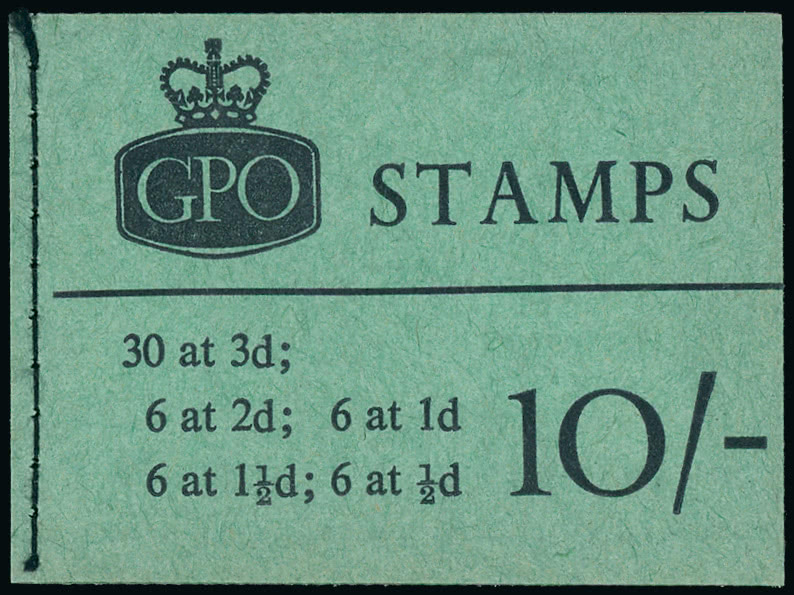 GPO STAMPS
30 at 3d;
6 at 2d; 6 at 1d
6 at 1½d; 6 at ½d
10/-